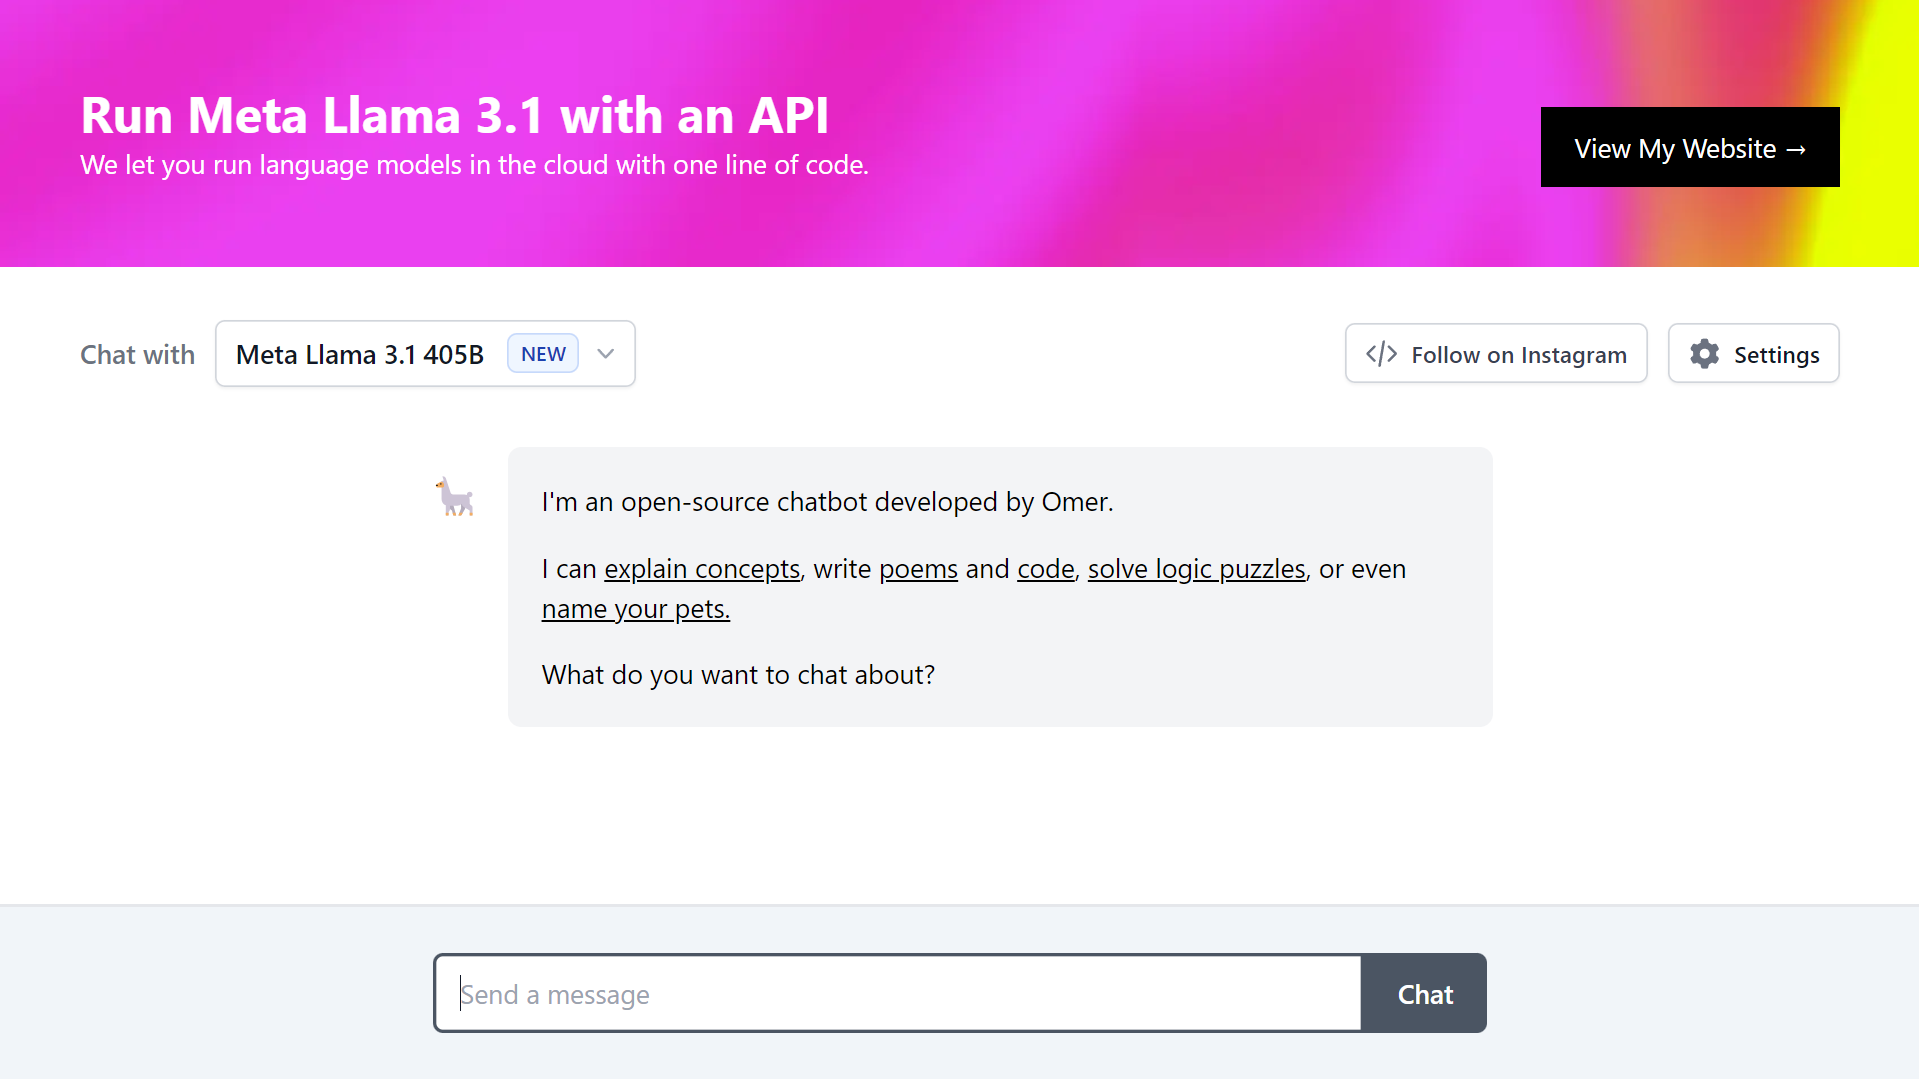 Run Meta Llama 3.1 with an API
We let you run language models in the cloud with one line of code.
View My Website →
Chat with
Meta Llama 3.1 405B NEW
Follow on Instagram
Settings
I'm an open-source chatbot developed by Omer.
I can explain concepts, write poems and code, solve logic puzzles, or even
name your pets.
What do you want to chat about?
Send a message
Chat